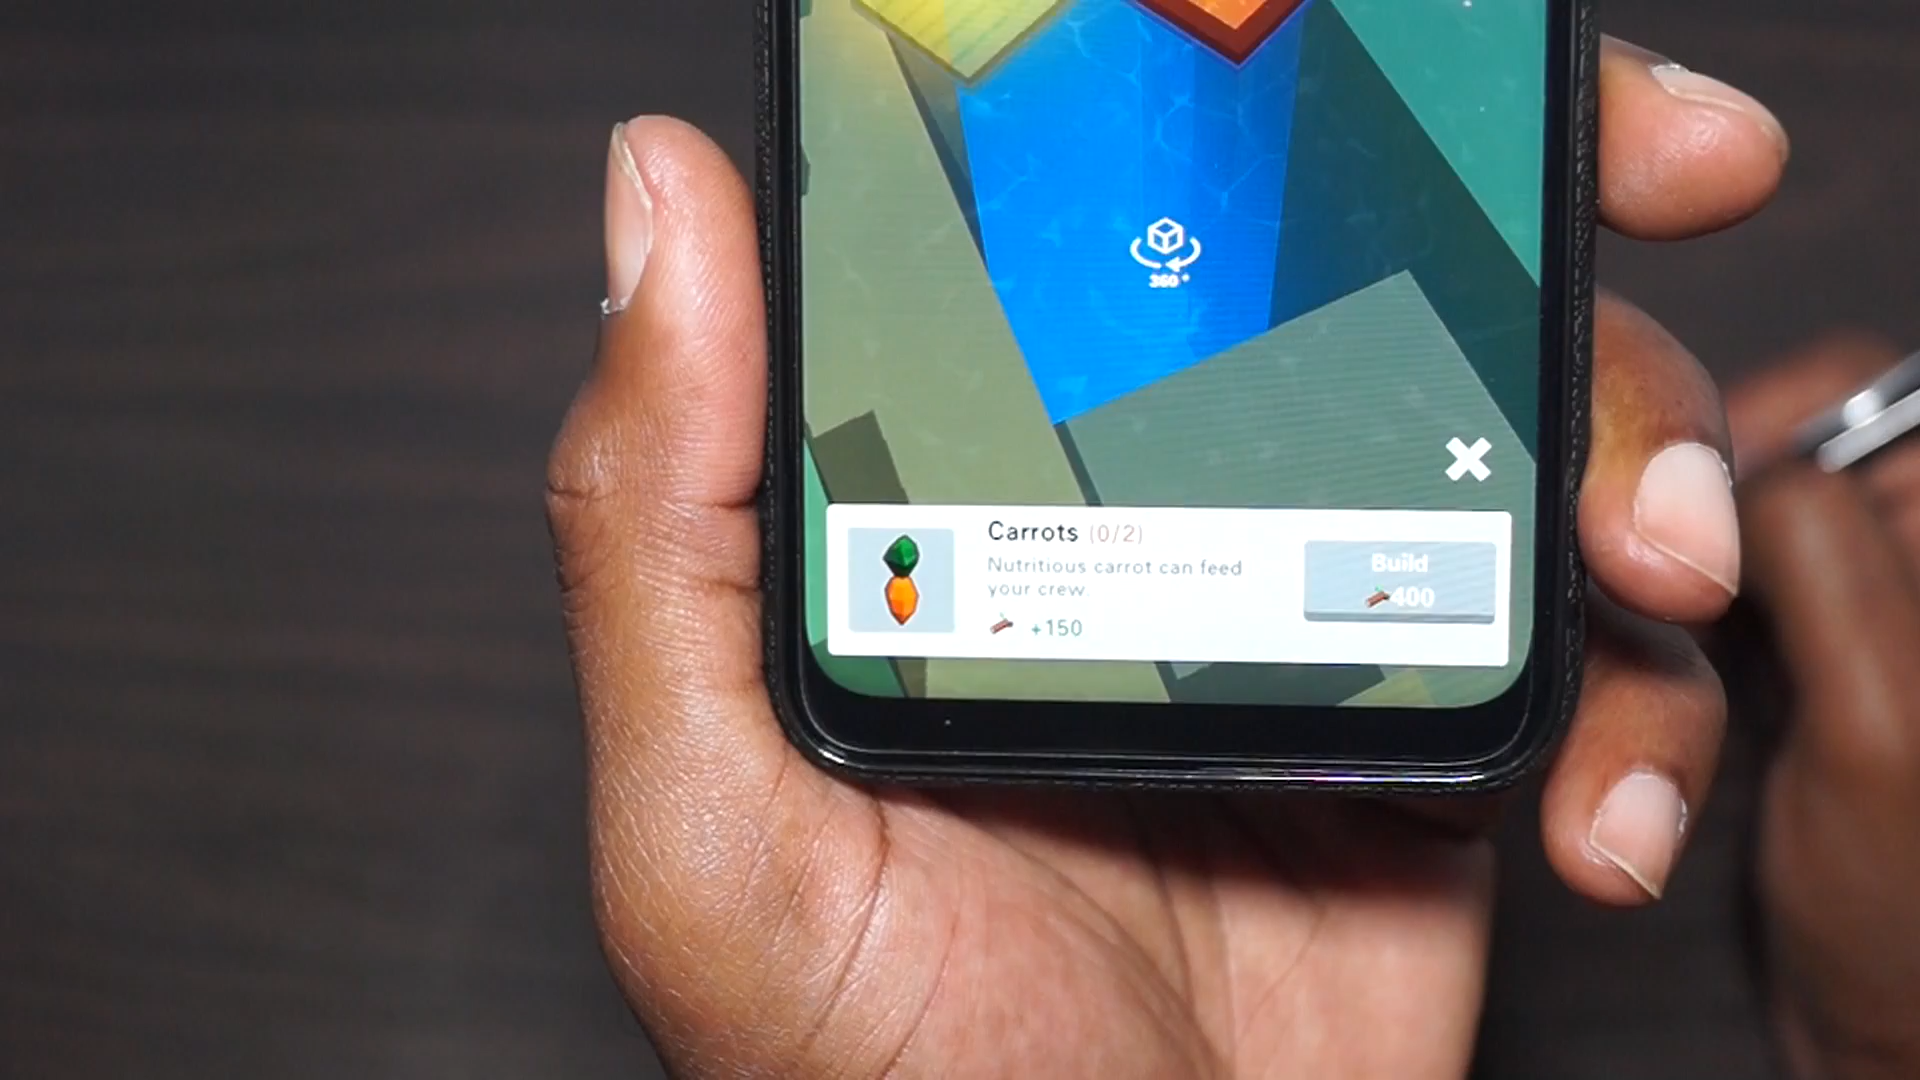 360°
Carrots (0/2)
Nutritious carrot can feed
your crew.
+150
Build
400